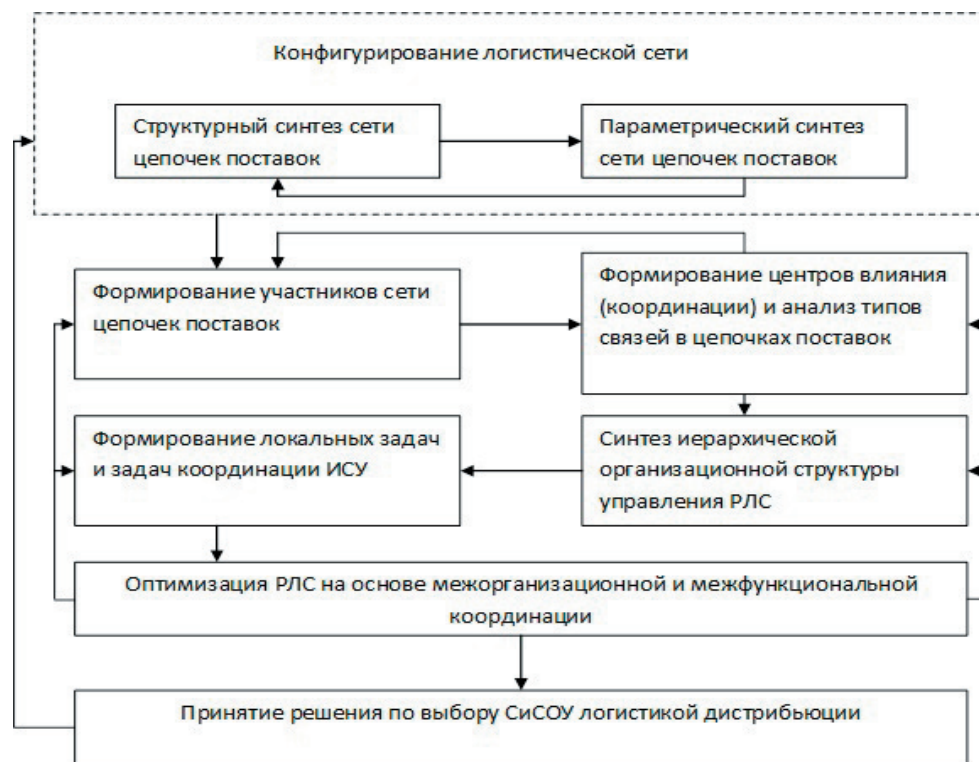 Конфигурирование логистической сети
Структурный синтез сети
цепочек поставок
Параметрический синтез
сети цепочек поставок
Формирование участников сети
цепочек поставок
Формирование центров влияния
(координации) и анализ типов
связей в цепочках поставок
Формирование локальных задач
и задач координации ИСУ
Синтез иерархической
организационной структуры
управления РЛС
Оптимизация РЛС на основе межорганизационной и межфункциональной
координации
Принятие решения по выбору СиСОУ логистикой дистрибьюции